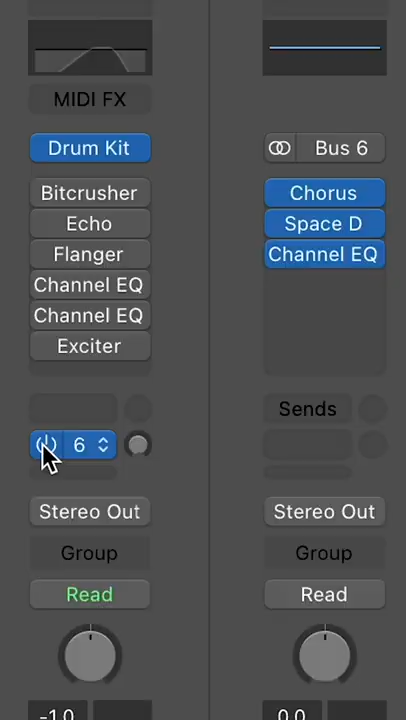 MIDI FX
Drum Kit
Bitcrusher
Echo
Flanger
Channel EQ
Channel EQ
Exciter
6
Stereo Out
Group
Read
-1.0
Bus 6
Chorus
Space D
Channel EQ
Sends
Stereo Out
Group
Read
0.0